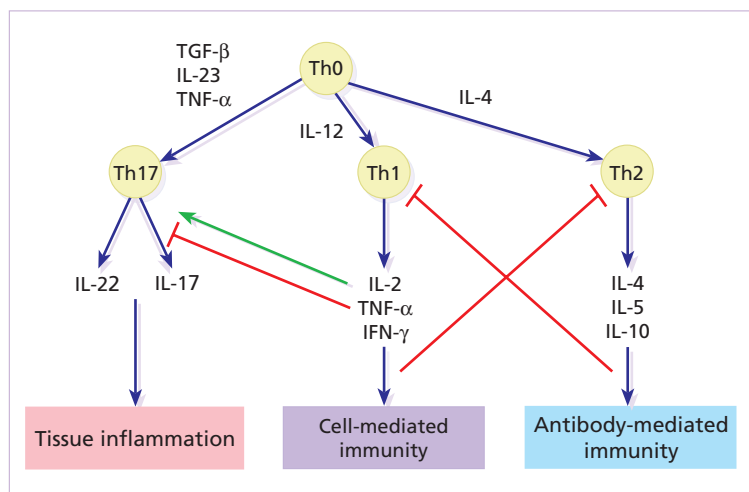 TGF-β
IL-23
TNF-α
Th0
IL-12
IL-4
Th17
Th1
Th2
IL-22
IL-17
IL-2
TNF-α
IFN-γ
IL-4
IL-5
IL-10
Tissue inflammation
Cell-mediated
immunity
Antibody-mediated
immunity